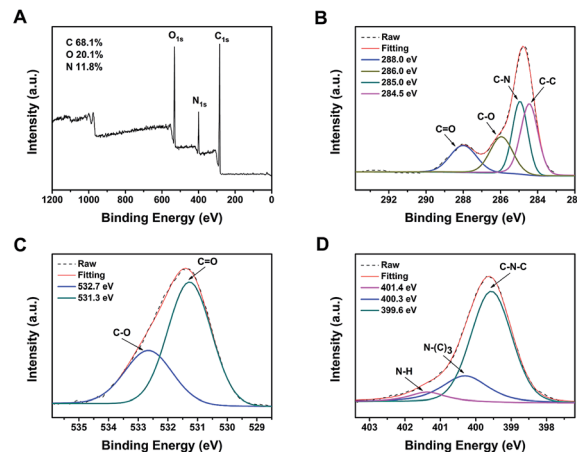 A
C 68.1%
O 20.1%
N 11.8%
O1s
C1s
N1s
Intensity (a.u.)
1200 1000 800 600 400 200 0
Binding Energy (eV)
B
Raw
Fitting
288.0 eV
286.0 eV
285.0 eV
284.5 eV
C-N
C-C
C-O
C=O
Intensity (a.u.)
292 290 288 286 284 28
Binding Energy (eV)
C
Raw
Fitting
532.7 eV
531.3 eV
C=O
C-O
Intensity (a.u.)
535 534 533 532 531 530 529
Binding Energy (eV)
D
Raw
Fitting
401.4 eV
400.3 eV
399.6 eV
C-N-C
N-(C)3
N-H
Intensity (a.u.)
403 402 401 400 399 398
Binding Energy (eV)